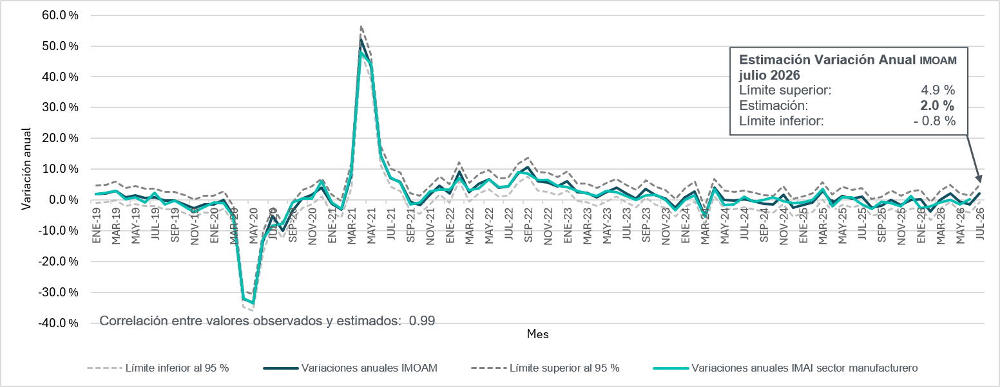 60.0 %
50.0 %
40.0 %
30.0 %
20.0 %
10.0 %
0.0 %
-10.0 %
-20.0 %
-30.0 %
-40.0 %
Variación anual
Estimación Variación Anual IMOAM
julio 2026
Límite superior: 4.9 %
Estimación: 2.0 %
Límite inferior: - 0.8 %
ENE-19
MAR-19
MAY-19
JUL-19
SEP-19
NOV-19
ENE-20
MAR-20
MAY-20
JUL-20
SEP-20
NOV-20
ENE-21
MAR-21
MAY-21
JUL-21
SEP-21
NOV-21
ENE-22
MAR-22
MAY-22
JUL-22
SEP-22
NOV-22
ENE-23
MAR-23
MAY-23
JUL-23
SEP-23
NOV-23
ENE-24
MAR-24
MAY-24
JUL-24
SEP-24
NOV-24
ENE-25
MAR-25
MAY-25
JUL-25
SEP-25
NOV-25
ENE-26
MAR-26
MAY-26
JUL-26
Correlación entre valores observados y estimados: 0.99
Mes
Límite inferior al 95 %
Variaciones anuales IMOAM
Límite superior al 95 %
Variaciones anuales IMAI sector manufacturero